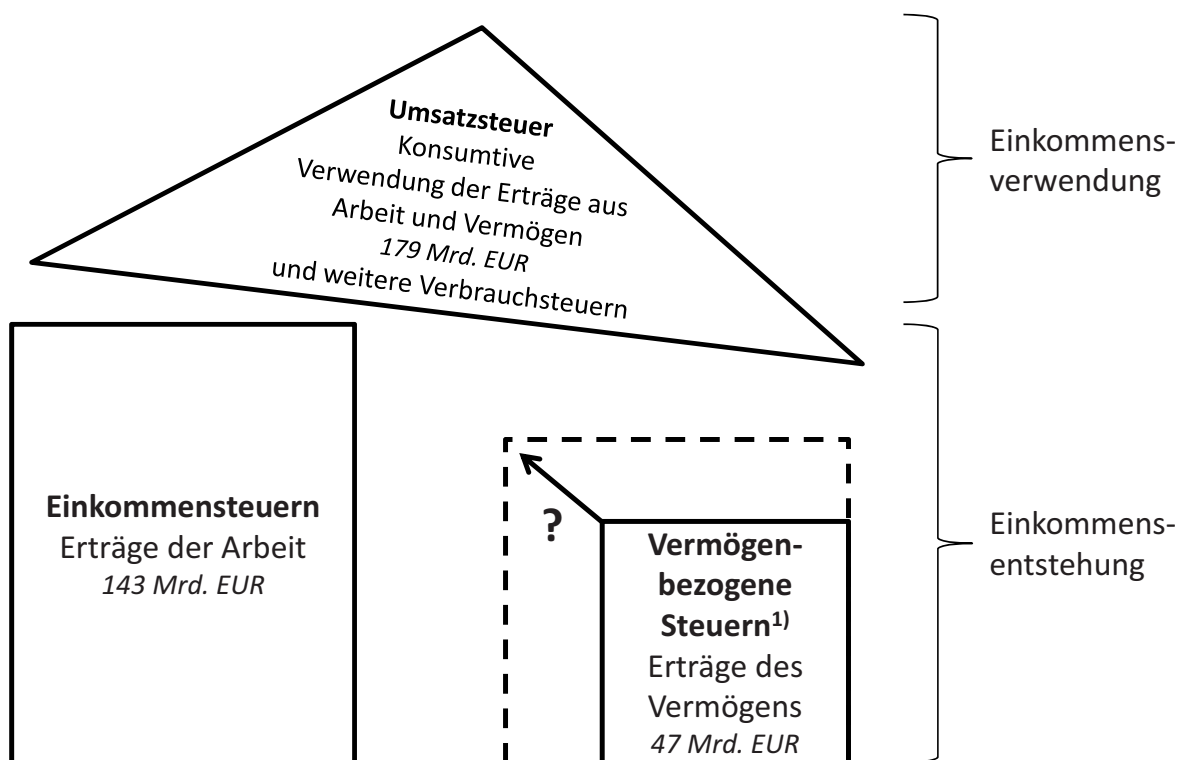 Umsatzsteuer
Konsumtive
Verwendung der Erträge aus
Arbeit und Vermögen
179 Mrd. EUR
und weitere Verbrauchsteuern
Einkommens-
verwendung
Einkommensteuern
Erträge der Arbeit
143 Mrd. EUR
?
Vermögen-
bezogene
Steuern¹⁾
Erträge des
Vermögens
47 Mrd. EUR
Einkommens-
entstehung